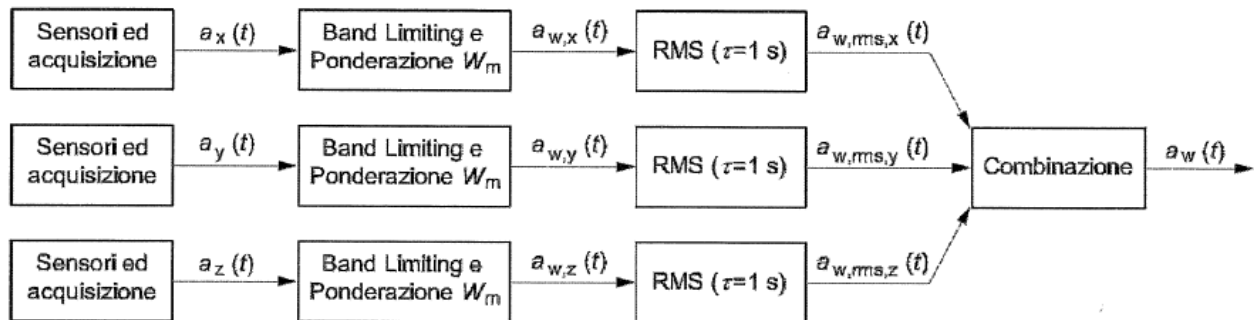 Sensori ed
acquisizione
a_x (t)
Band Limiting e
Ponderazione W_m
a_w,x (t)
RMS (τ=1 s)
a_w,rms,x (t)
Sensori ed
acquisizione
a_y (t)
Band Limiting e
Ponderazione W_m
a_w,y (t)
RMS (τ=1 s)
a_w,rms,y (t)
Combinazione
a_w (t)
Sensori ed
acquisizione
a_z (t)
Band Limiting e
Ponderazione W_m
a_w,z (t)
RMS (τ=1 s)
a_w,rms,z (t)